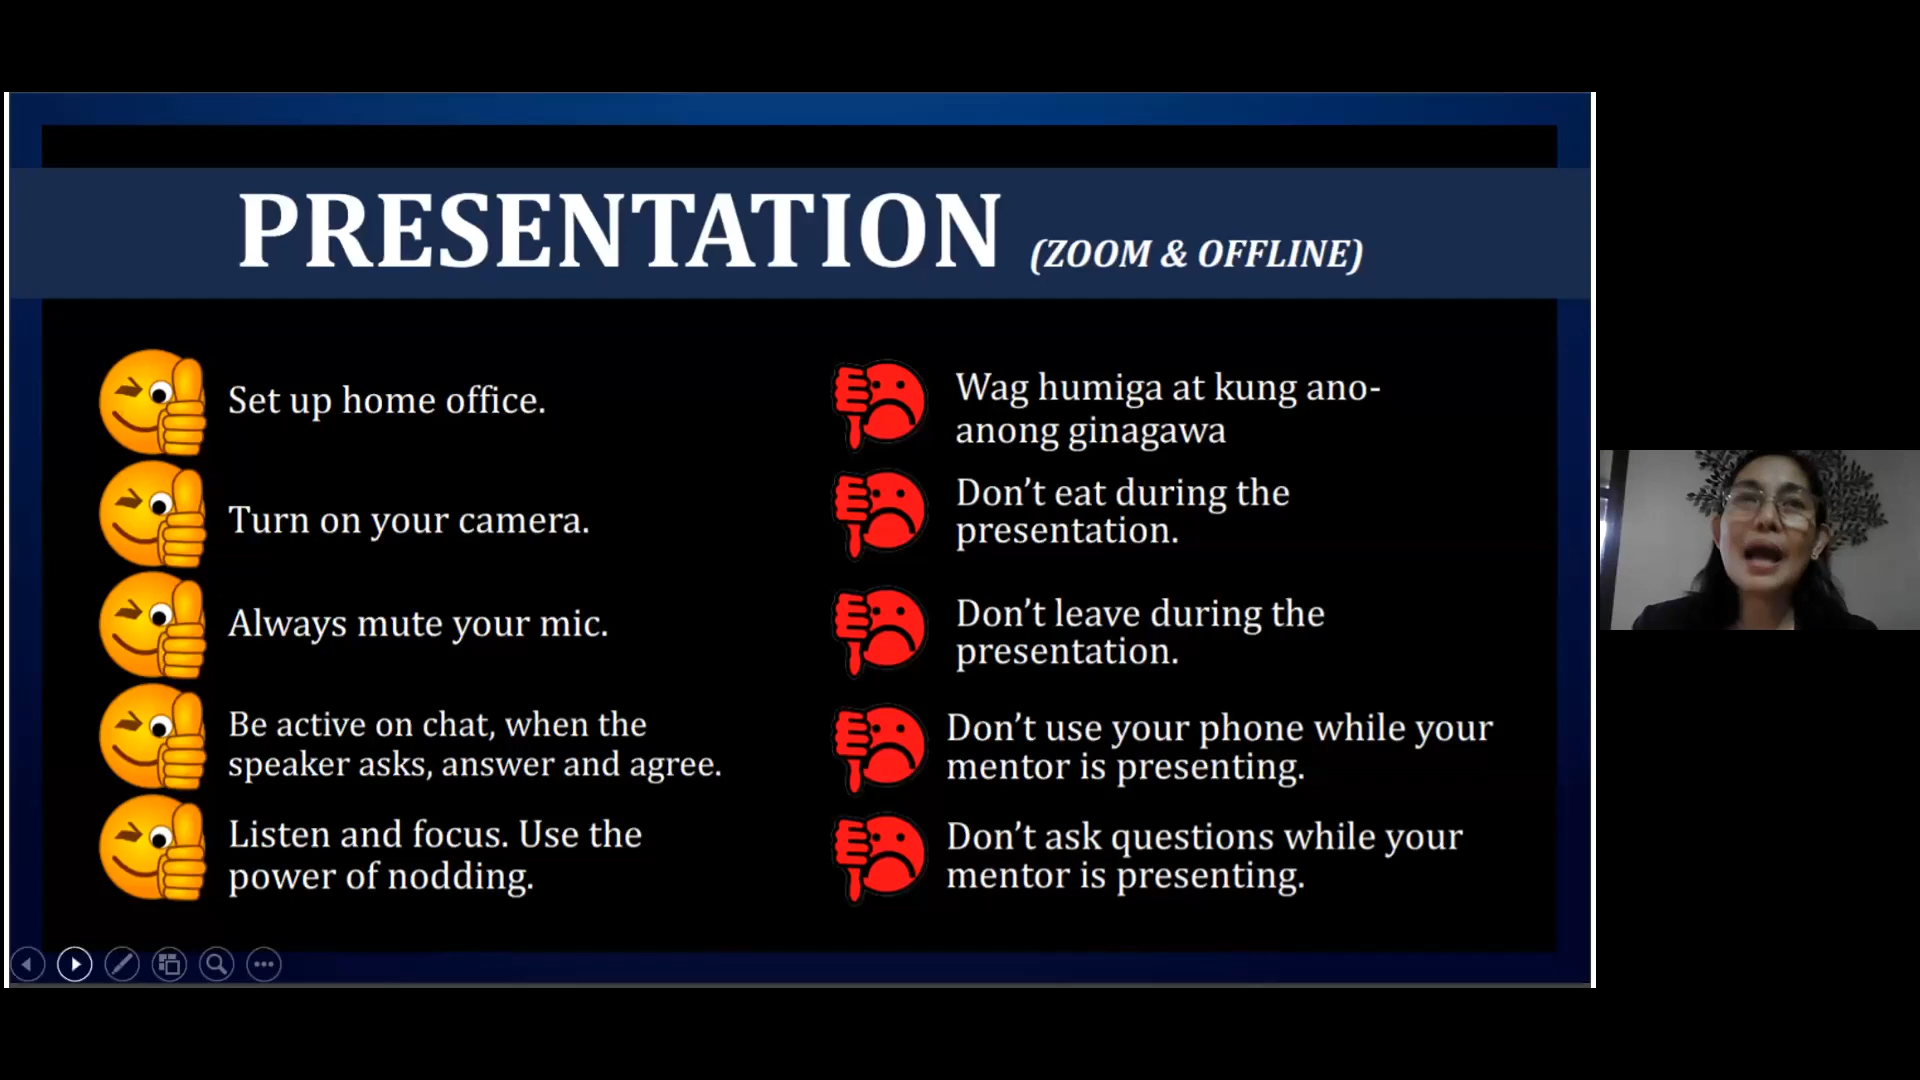 PRESENTATION (ZOOM & OFFLINE)
Set up home office.
Turn on your camera.
Always mute your mic.
Be active on chat, when the
speaker asks, answer and agree.
Listen and focus. Use the
power of nodding.
Wag humiga at kung ano-
anong ginagawa
Don’t eat during the
presentation.
Don’t leave during the
presentation.
Don’t use your phone while your
mentor is presenting.
Don’t ask questions while your
mentor is presenting.